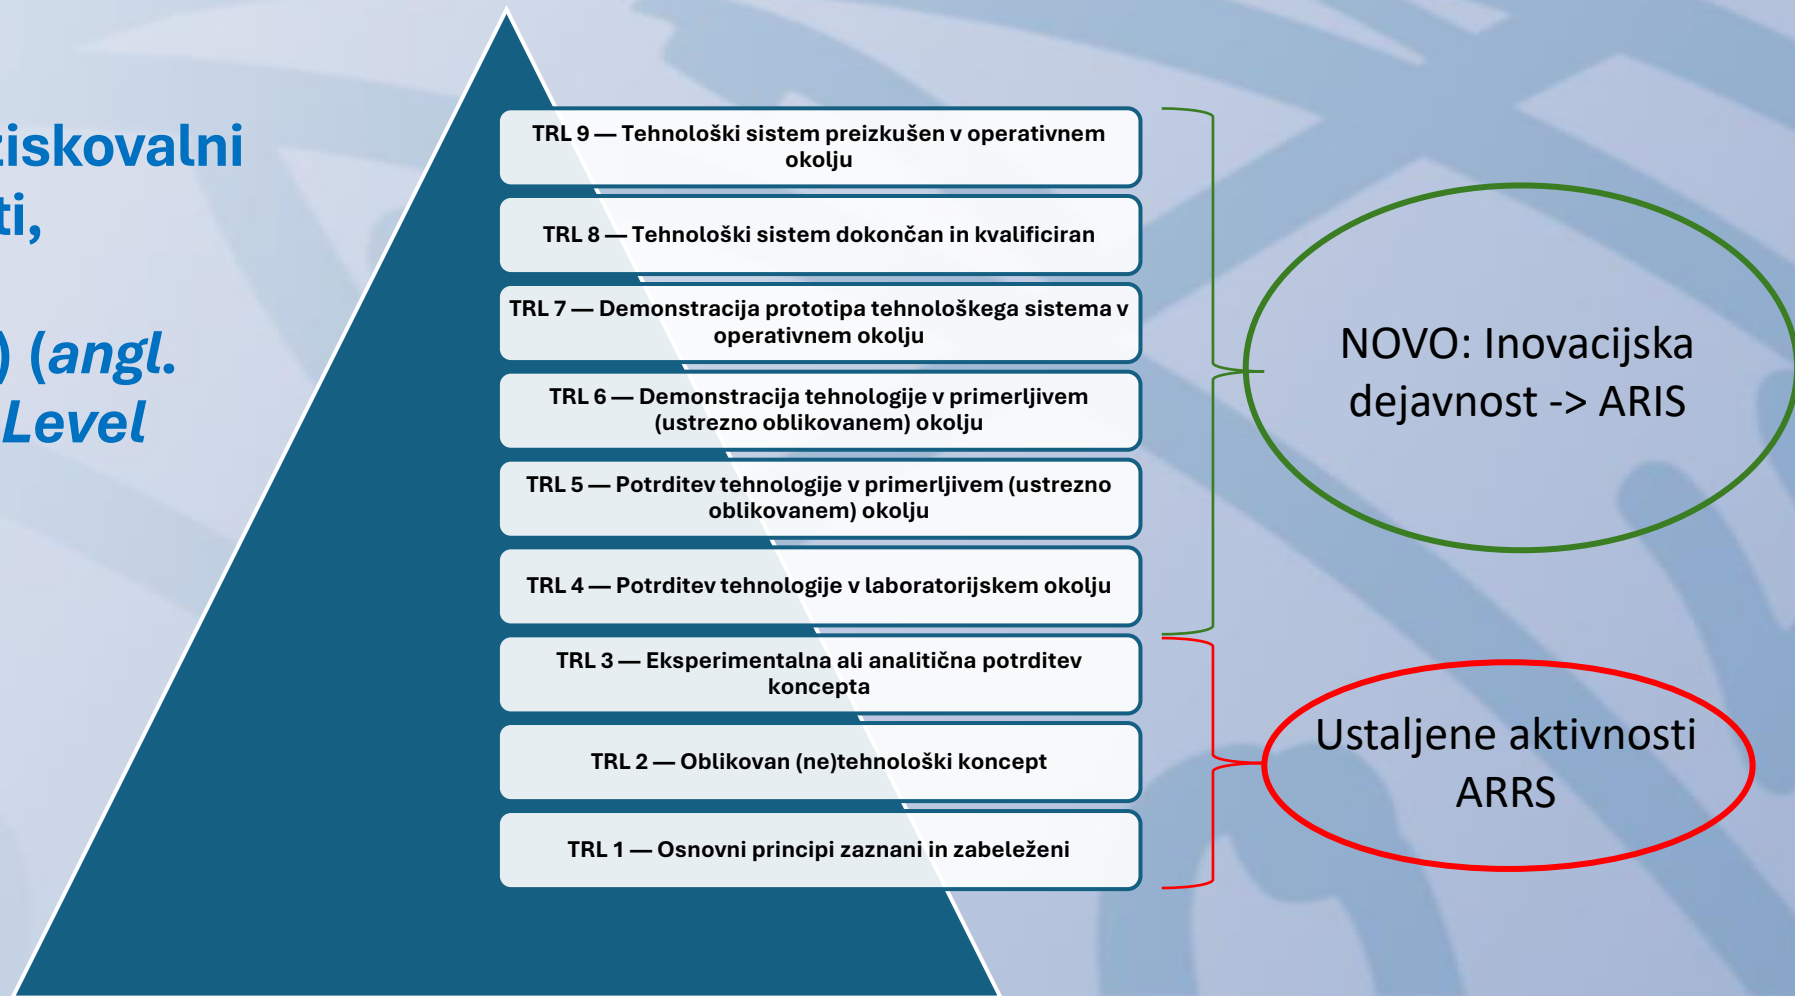 ti,
) (angl.
Level
TRL 9 — Tehnološki sistem preizkušen v operativnem
okolju
TRL 8 — Tehnološki sistem dokončan in kvalificiran
TRL 7 — Demonstracija prototipa tehnološkega sistema v
operativnem okolju
TRL 6 — Demonstracija tehnologije v primerljivem
(ustrezno oblikovanem) okolju
TRL 5 — Potrditev tehnologije v primerljivem (ustrezno
oblikovanem) okolju
TRL 4 — Potrditev tehnologije v laboratorijskem okolju
TRL 3 — Eksperimentalna ali analitična potrditev
koncepta
TRL 2 — Oblikovan (ne)tehnološki koncept
TRL 1 — Osnovni principi zaznani in zabeleženi
NOVO: Inovacijska
dejavnost -> ARIS
Ustaljene aktivnosti
ARRS